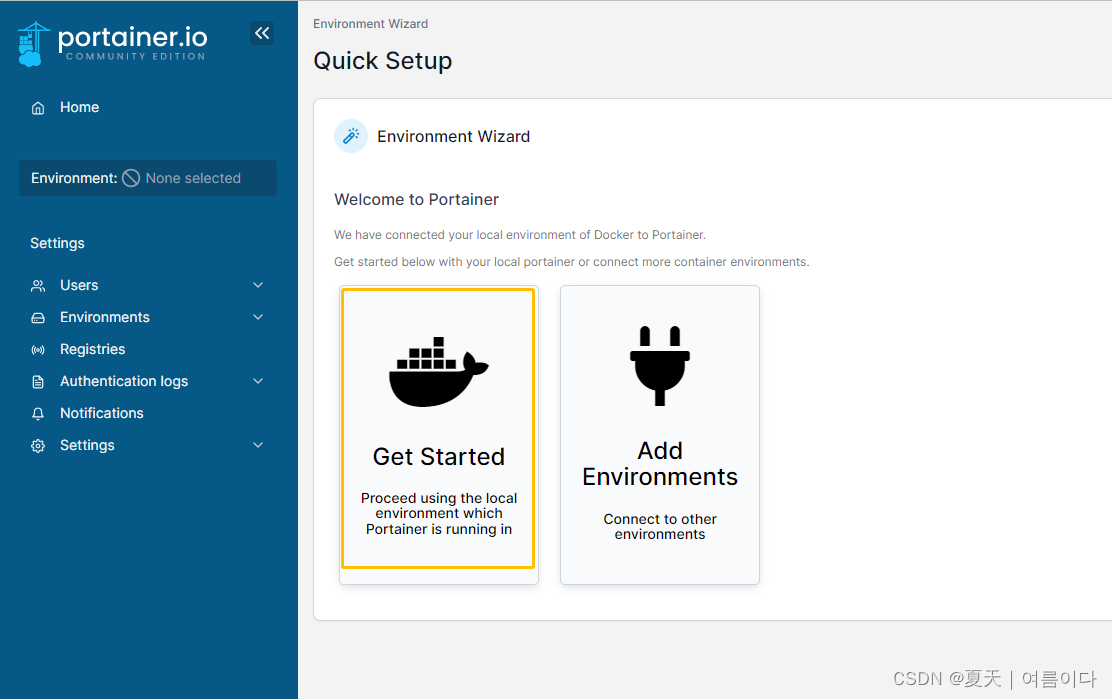 portainer.io
COMMUNITY EDITION
Home
Environment: None selected
Settings
Users
Environments
Registries
Authentication logs
Notifications
Settings
Environment Wizard
Quick Setup
Environment Wizard
Welcome to Portainer
We have connected your local environment of Docker to Portainer.
Get started below with your local portainer or connect more container environments.
Get Started
Proceed using the local
environment which
Portainer is running in
Add
Environments
Connect to other
environments
CSDN @夏天 | 여름이다